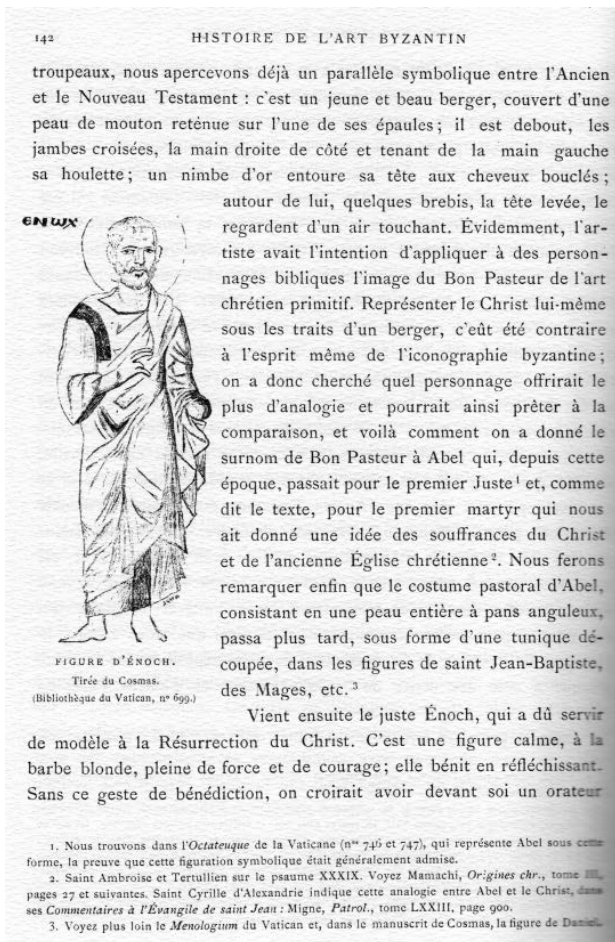 142 HISTOIRE DE L'ART BYZANTIN
troupeaux, nous apercevons déjà un parallèle symbolique entre l'Ancien
et le Nouveau Testament : c'est un jeune et beau berger, couvert d'une
peau de mouton retenue sur l'une de ses épaules; il est debout, les
jambes croisées, la main droite de côté et tenant de la main gauche
sa houlette; un nimbe d'or entoure sa tête aux cheveux bouclés;
autour de lui, quelques brebis, la tête levée, le
regardent d'un air touchant. Évidemment, l'ar-
tiste avait l'intention d'appliquer à des person-
nages bibliques l'image du Bon Pasteur de l'art
chrétien primitif. Représenter le Christ lui-même
sous les traits d'un berger, c'eût été contraire
à l'esprit même de l'iconographie byzantine;
on a donc cherché quel personnage offrirait le
plus d'analogie et pourrait ainsi prêter à la
comparaison, et voilà comment on a donné le
surnom de Bon Pasteur à Abel qui, depuis cette
époque, passait pour le premier Juste¹ et, comme
dit le texte, pour le premier martyr qui nous
ait donné une idée des souffrances du Christ
et de l'ancienne Église chrétienne². Nous ferons
remarquer enfin que le costume pastoral d'Abel,
consistant en une peau entière à pans anguleux,
passa plus tard, sous forme d'une tunique dé-
coupée, dans les figures de saint Jean-Baptiste,
des Mages, etc.³
ЄNѠX
FIGURE D'ÉNOCH.
Tirée du Cosmas.
(Bibliothèque du Vatican, nº 699.)
Vient ensuite le juste Énoch, qui a dû servir
de modèle à la Résurrection du Christ. C'est une figure calme, à la
barbe blonde, pleine de force et de courage; elle bénit en réfléchissant.
Sans ce geste de bénédiction, on croirait avoir devant soi un orateur
1. Nous trouvons dans l'Octateuque de la Vaticane (nᵒˢ 746 et 747), qui représente Abel sous cette
forme, la preuve que cette figuration symbolique était généralement admise.
2. Saint Ambroise et Tertullien sur le psaume XXXIX. Voyez Mamachi, Origines chr., tome III,
pages 27 et suivantes. Saint Cyrille d'Alexandrie indique cette analogie entre Abel et le Christ, dans
ses Commentaires à l'Évangile de saint Jean : Migne, Patrol., tome LXXIII, page 900.
3. Voyez plus loin le Menologium du Vatican et, dans le manuscrit de Cosmas, la figure de Daniel.